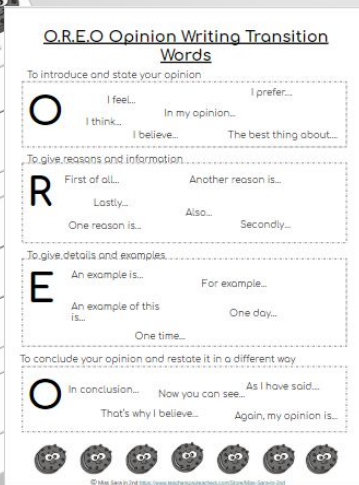 O.R.E.O Opinion Writing Transition
Words
To introduce and state your opinion
O
I feel...
I prefer....
In my opinion...
I think...
I believe...
The best thing about....
To give reasons and information
R
First of all...
Another reason is...
Lastly...
Also...
One reason is...
Secondly...
To give details and examples
E
An example is...
For example...
An example of this
is...
One day...
One time...
To conclude your opinion and restate it in a different way
O
In conclusion...
Now you can see...
As I have said....
That's why I believe...
Again, my opinion is...